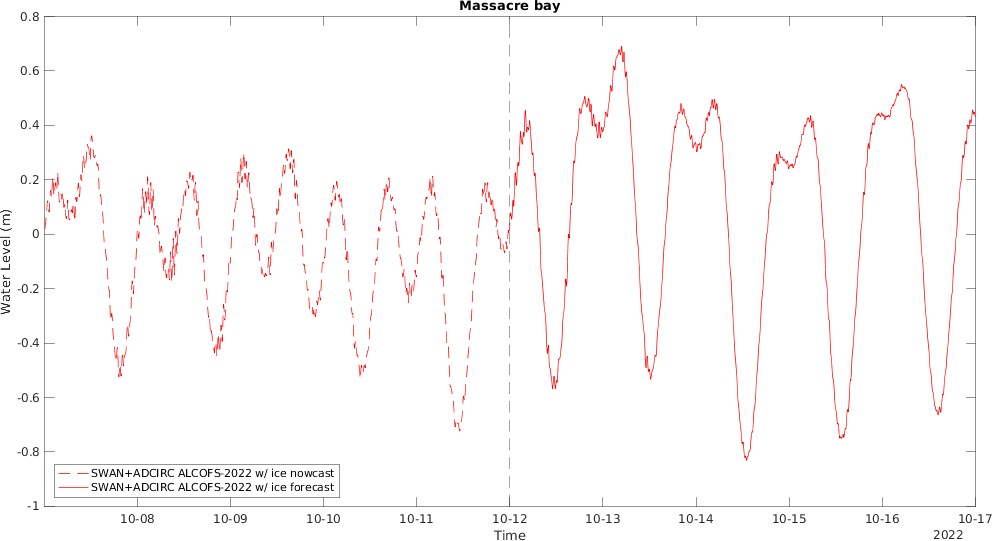 Massacre bay
0.8
0.6
0.4
0.2
0
-0.2
-0.4
-0.6
-0.8
-1
Water Level (m)
SWAN+ADCIRC ALCOFS-2022 w/ ice nowcast
SWAN+ADCIRC ALCOFS-2022 w/ ice forecast
10-08 10-09 10-10 10-11 10-12 10-13 10-14 10-15 10-16 10-17
Time
2022